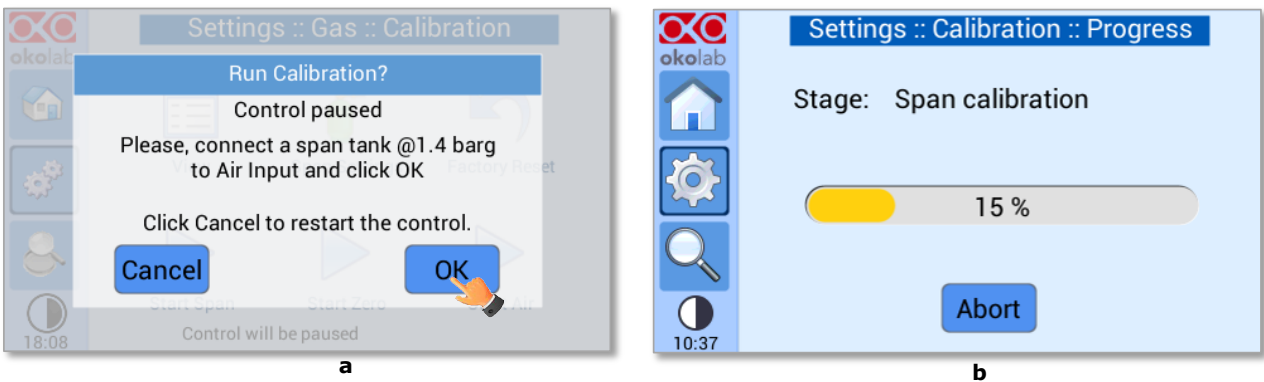 Settings :: Gas :: Calibration
okolab
Run Calibration?
Control paused
Please, connect a span tank @1.4 barg
to Air Input and click OK
Factory Reset
Click Cancel to restart the control.
Cancel
OK
Start Span
Start Zero
Air
Control will be paused
18:08
a
Settings :: Calibration :: Progress
okolab
Stage: Span calibration
15 %
Abort
10:37
b